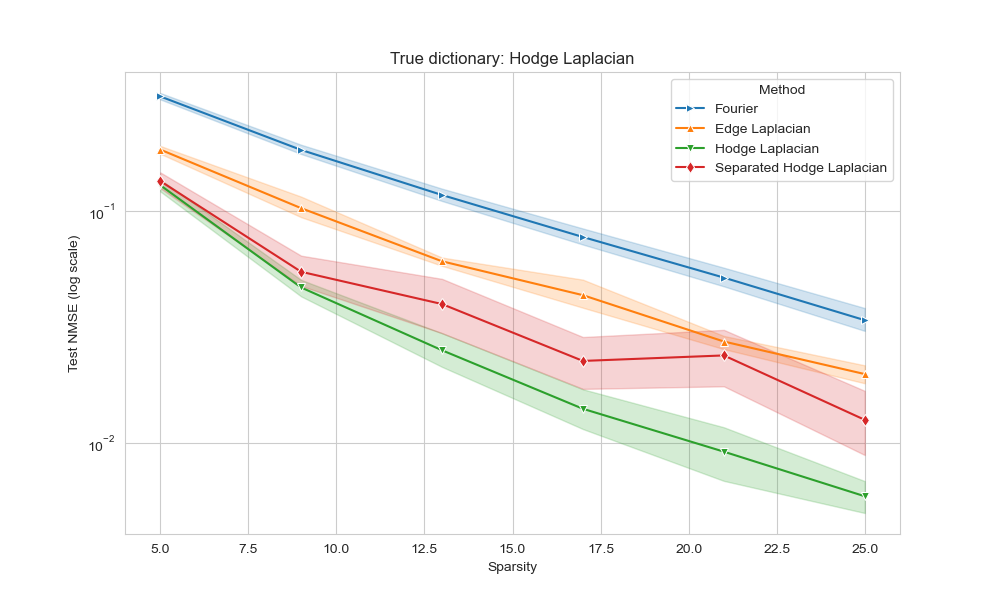 True dictionary: Hodge Laplacian
Method
Fourier
Edge Laplacian
Hodge Laplacian
Separated Hodge Laplacian
Test NMSE (log scale)
10⁻¹
10⁻²
5.0 7.5 10.0 12.5 15.0 17.5 20.0 22.5 25.0
Sparsity